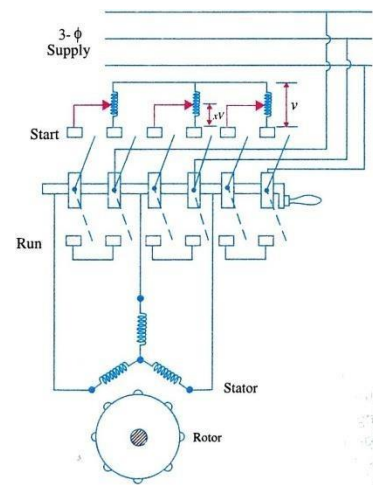 3- ϕ
Supply
v
xV
Start
Run
Stator
Rotor